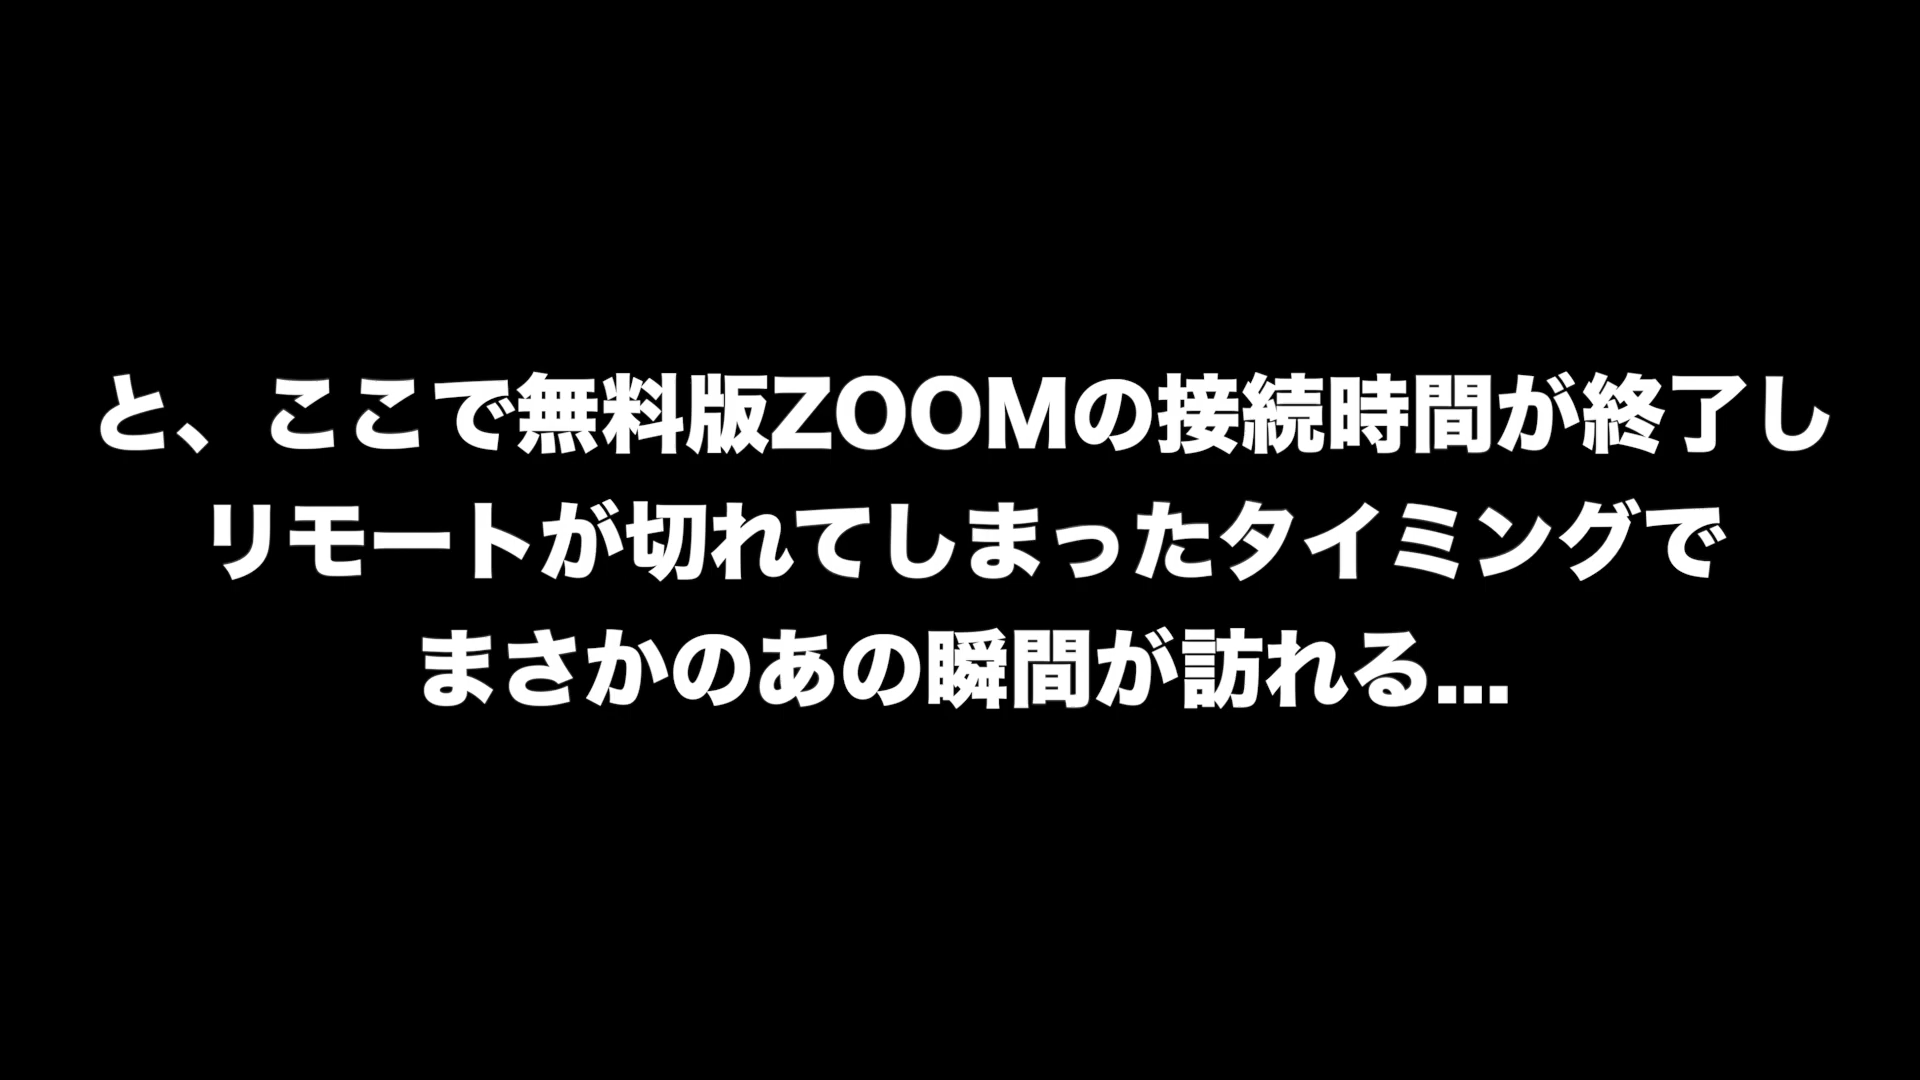 と、ここで無料版ZOOMの接続時間が終了し
リモートが切れてしまったタイミングで
まさかのあの瞬間が訪れる...